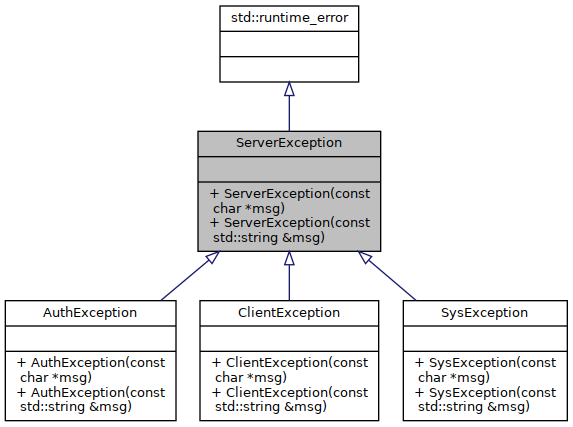 std::runtime_error
ServerException
+ ServerException(const
char *msg)
+ ServerException(const
std::string &msg)
AuthException
+ AuthException(const
char *msg)
+ AuthException(const
std::string &msg)
ClientException
+ ClientException(const
char *msg)
+ ClientException(const
std::string &msg)
SysException
+ SysException(const
char *msg)
+ SysException(const
std::string &msg)